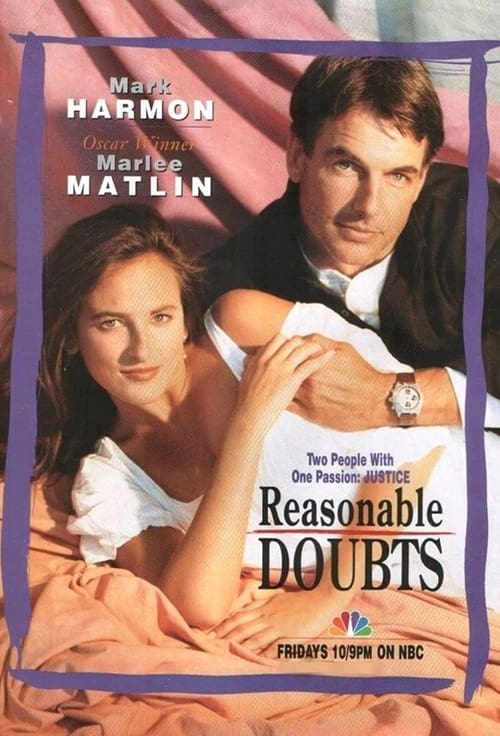 Mark
HARMON
Oscar Winner
Marlee
MATLIN
Two People With
One Passion: JUSTICE
Reasonable
DOUBTS
FRIDAYS 10/9PM ON NBC